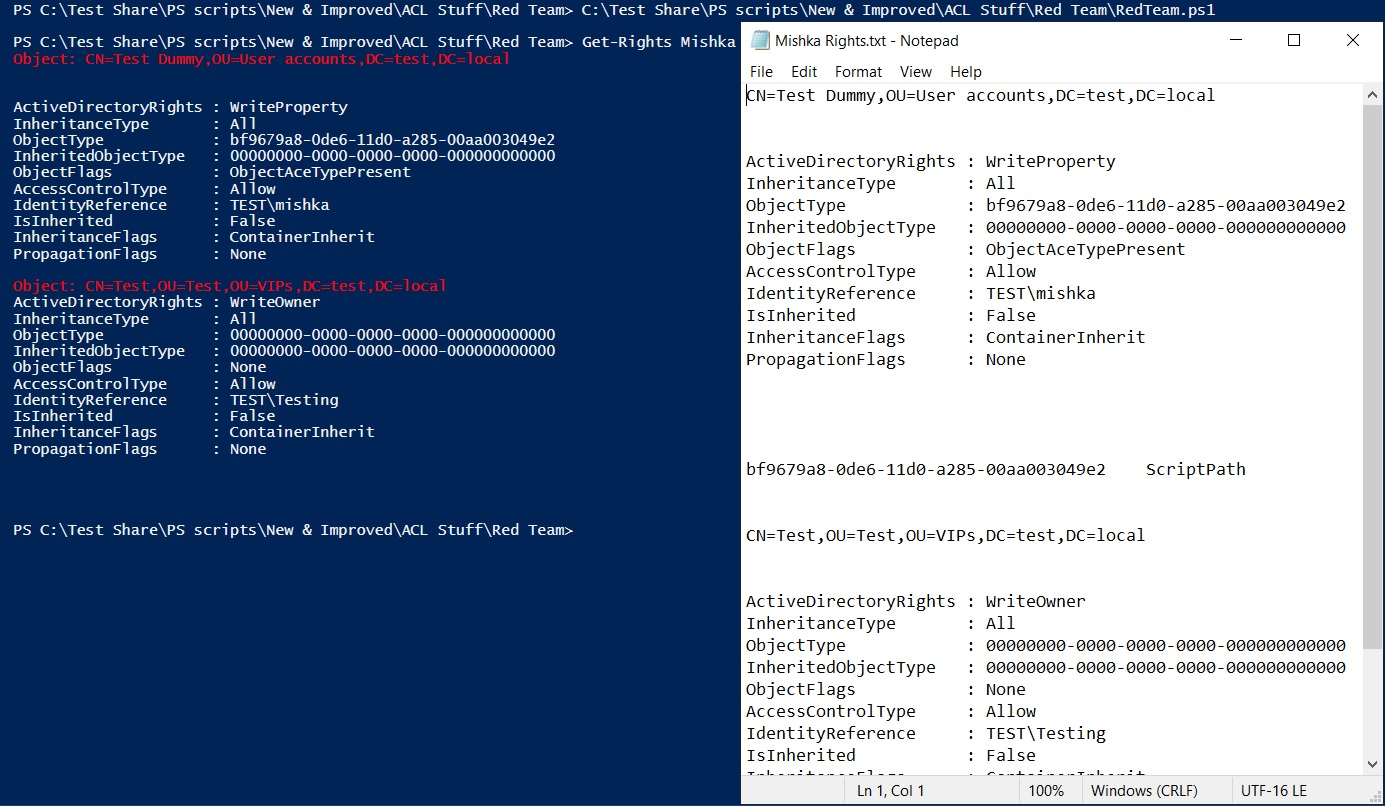 PS C:\Test Share\PS scripts\New & Improved\ACL Stuff\Red Team> C:\Test Share\PS scripts\New & Improved\ACL Stuff\Red Team\RedTeam.ps1
PS C:\Test Share\PS scripts\New & Improved\ACL Stuff\Red Team> Get-Rights Mishka
Object: CN=Test Dummy,OU=User accounts,DC=test,DC=local
ActiveDirectoryRights : WriteProperty
InheritanceType : All
ObjectType : bf9679a8-0de6-11d0-a285-00aa003049e2
InheritedObjectType : 00000000-0000-0000-0000-000000000000
ObjectFlags : ObjectAceTypePresent
AccessControlType : Allow
IdentityReference : TEST\mishka
IsInherited : False
InheritanceFlags : ContainerInherit
PropagationFlags : None
Object: CN=Test,OU=Test,OU=VIPs,DC=test,DC=local
ActiveDirectoryRights : WriteOwner
InheritanceType : All
ObjectType : 00000000-0000-0000-0000-000000000000
InheritedObjectType : 00000000-0000-0000-0000-000000000000
ObjectFlags : None
AccessControlType : Allow
IdentityReference : TEST\Testing
IsInherited : False
InheritanceFlags : ContainerInherit
PropagationFlags : None
PS C:\Test Share\PS scripts\New & Improved\ACL Stuff\Red Team>
Mishka Rights.txt - Notepad
File Edit Format View Help
CN=Test Dummy,OU=User accounts,DC=test,DC=local
ActiveDirectoryRights : WriteProperty
InheritanceType : All
ObjectType : bf9679a8-0de6-11d0-a285-00aa003049e2
InheritedObjectType : 00000000-0000-0000-0000-000000000000
ObjectFlags : ObjectAceTypePresent
AccessControlType : Allow
IdentityReference : TEST\mishka
IsInherited : False
InheritanceFlags : ContainerInherit
PropagationFlags : None
bf9679a8-0de6-11d0-a285-00aa003049e2 ScriptPath
CN=Test,OU=Test,OU=VIPs,DC=test,DC=local
ActiveDirectoryRights : WriteOwner
InheritanceType : All
ObjectType : 00000000-0000-0000-0000-000000000000
InheritedObjectType : 00000000-0000-0000-0000-000000000000
ObjectFlags : None
AccessControlType : Allow
IdentityReference : TEST\Testing
IsInherited : False
InheritanceFlags : ContainerInherit
Ln 1, Col 1 100% Windows (CRLF) UTF-16 LE